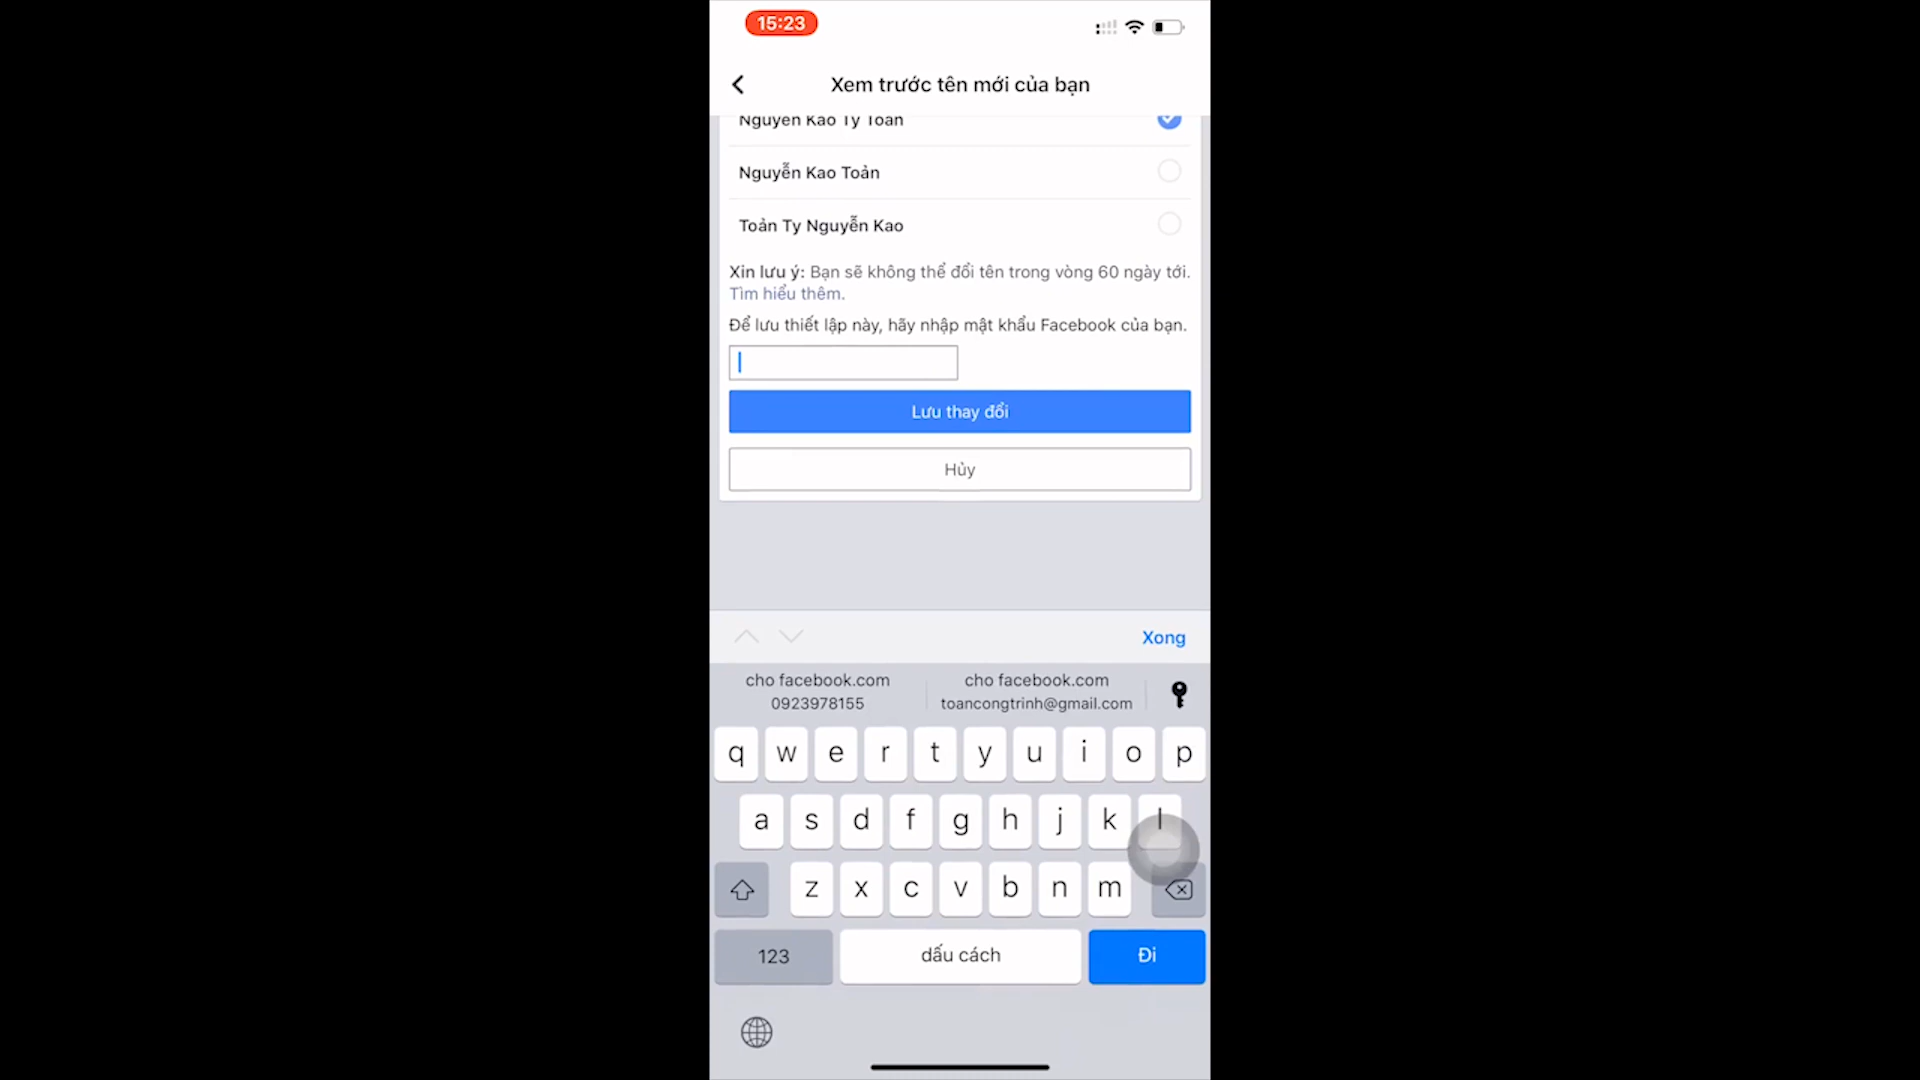 15:23
Xem trước tên mới của bạn
Nguyễn Kao Ty Toản
Nguyễn Kao Toản
Toản Ty Nguyễn Kao
Xin lưu ý: Bạn sẽ không thể đổi tên trong vòng 60 ngày tới.
Tìm hiểu thêm.
Để lưu thiết lập này, hãy nhập mật khẩu Facebook của bạn.
Lưu thay đổi
Hủy
Xong
cho facebook.com cho facebook.com
0923978155 toancongtrinh@gmail.com
q w e r t y u i o p
a s d f g h j k l
z x c v b n m
123 dấu cách Đi